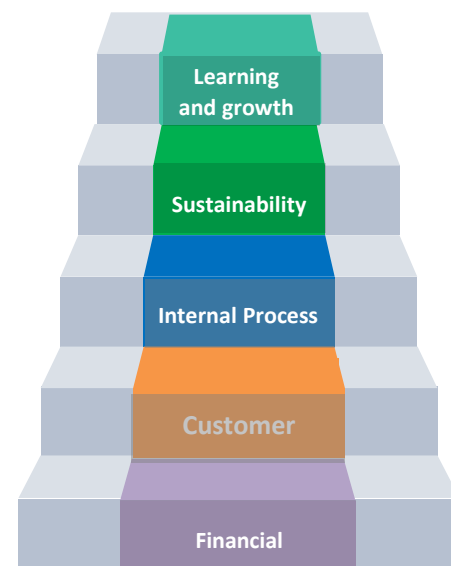 Learning
and growth
Sustainability
Internal Process
Customer
Financial